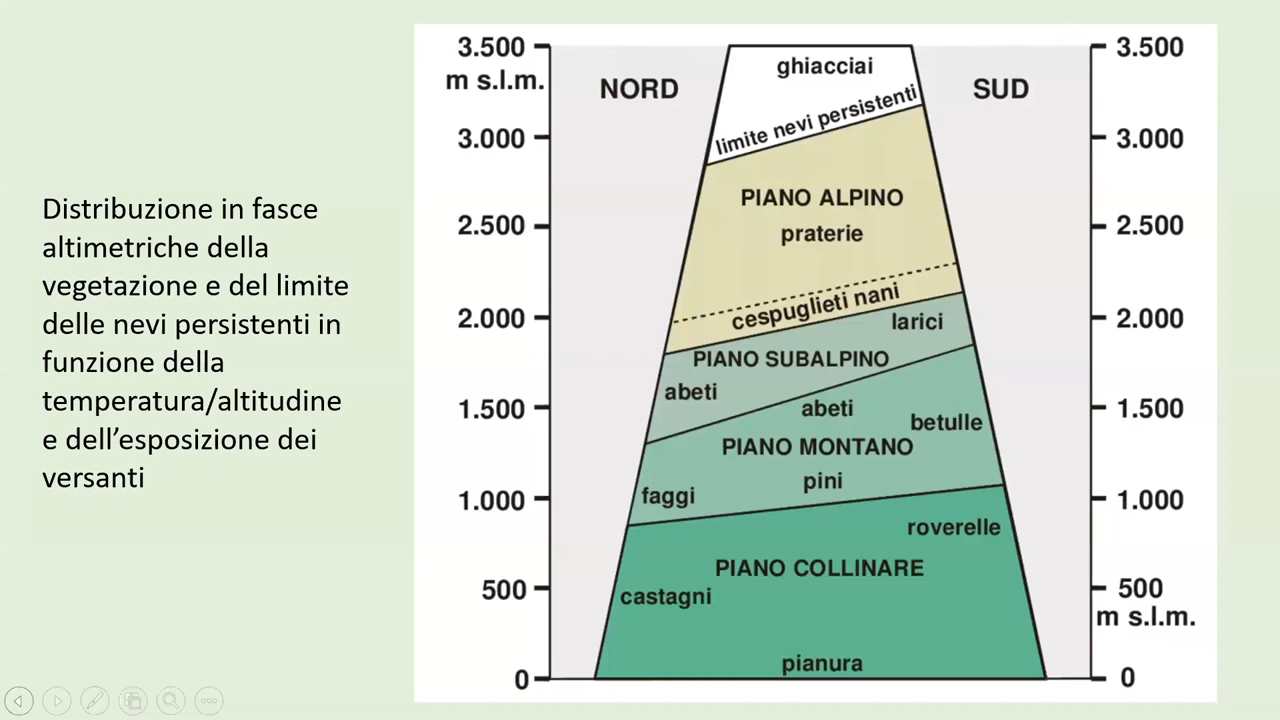 Distribuzione in fasce
altimetriche della
vegetazione e del limite
delle nevi persistenti in
funzione della
temperatura/altitudine
e dell’esposizione dei
versanti
3.500
m s.l.m.
3.000
2.500
2.000
1.500
1.000
500
0
NORD
SUD
ghiacciai
limite nevi persistenti
PIANO ALPINO
praterie
cespuglieti nani
larici
PIANO SUBALPINO
abeti
abeti
betulle
PIANO MONTANO
pini
faggi
roverelle
PIANO COLLINARE
castagni
pianura
3.500
3.000
2.500
2.000
1.500
1.000
500
m s.l.m.
0